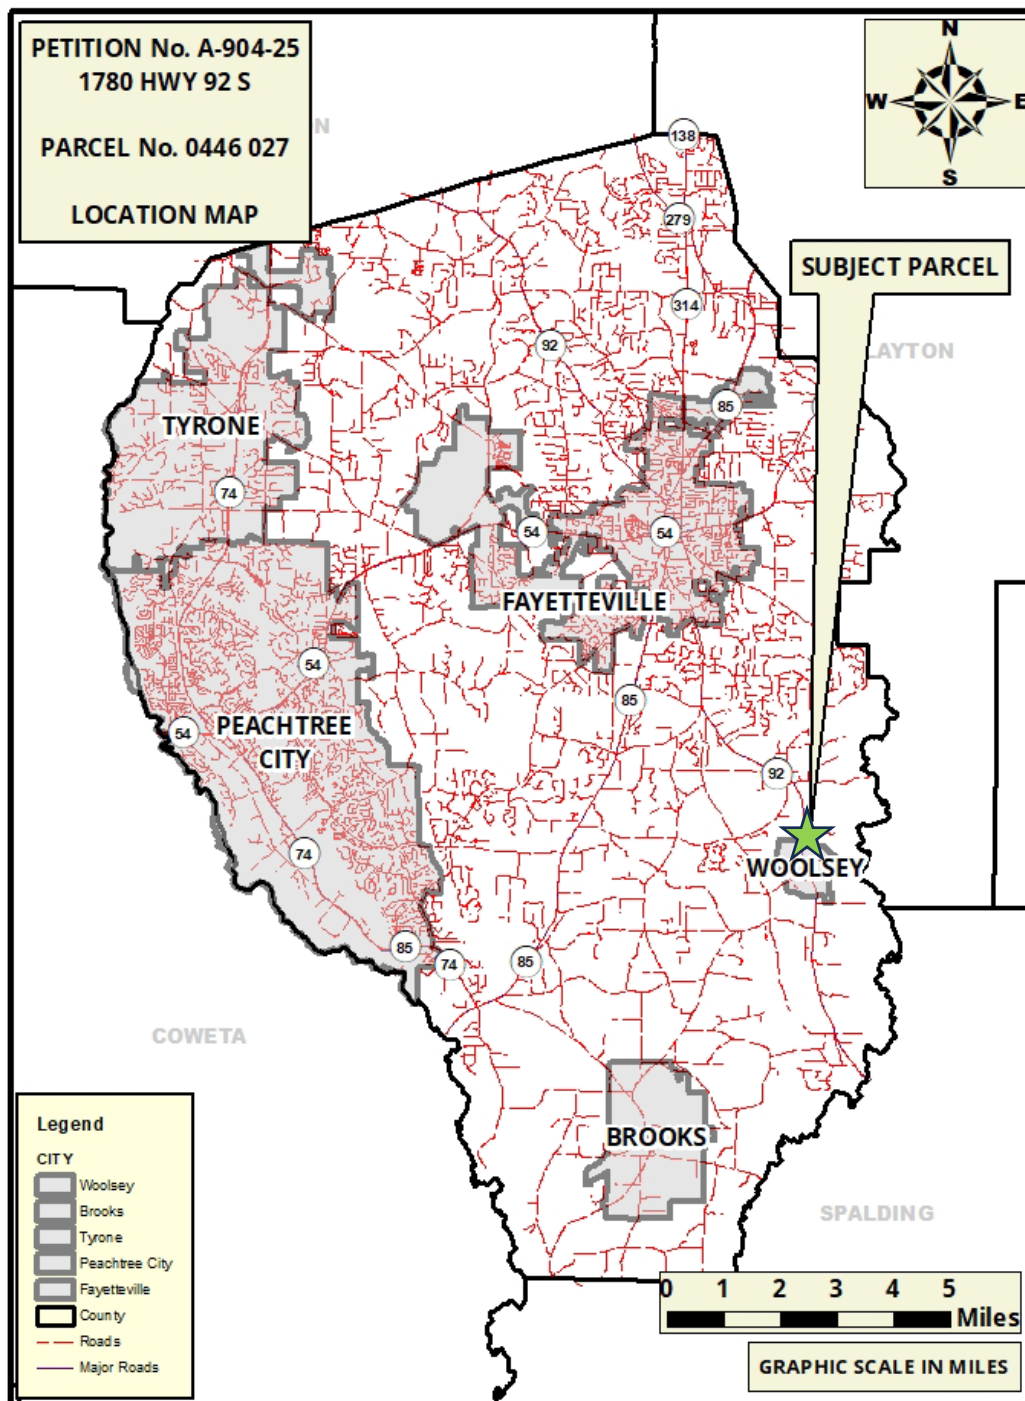 PETITION No. A-904-25
1780 HWY 92 S
PARCEL No. 0446 027
LOCATION MAP
N
W
E
S
N
138
279
SUBJECT PARCEL
314
92
LAYTON
85
TYRONE
74
54
54
FAYETTEVILLE
54
85
PEACHTREE
CITY
54
92
WOOLSEY
74
85
74
85
COWETA
BROOKS
SPALDING
Legend
CITY
Woolsey
Brooks
Tyrone
Peachtree City
Fayetteville
County
Roads
Major Roads
0 1 2 3 4 5
Miles
GRAPHIC SCALE IN MILES